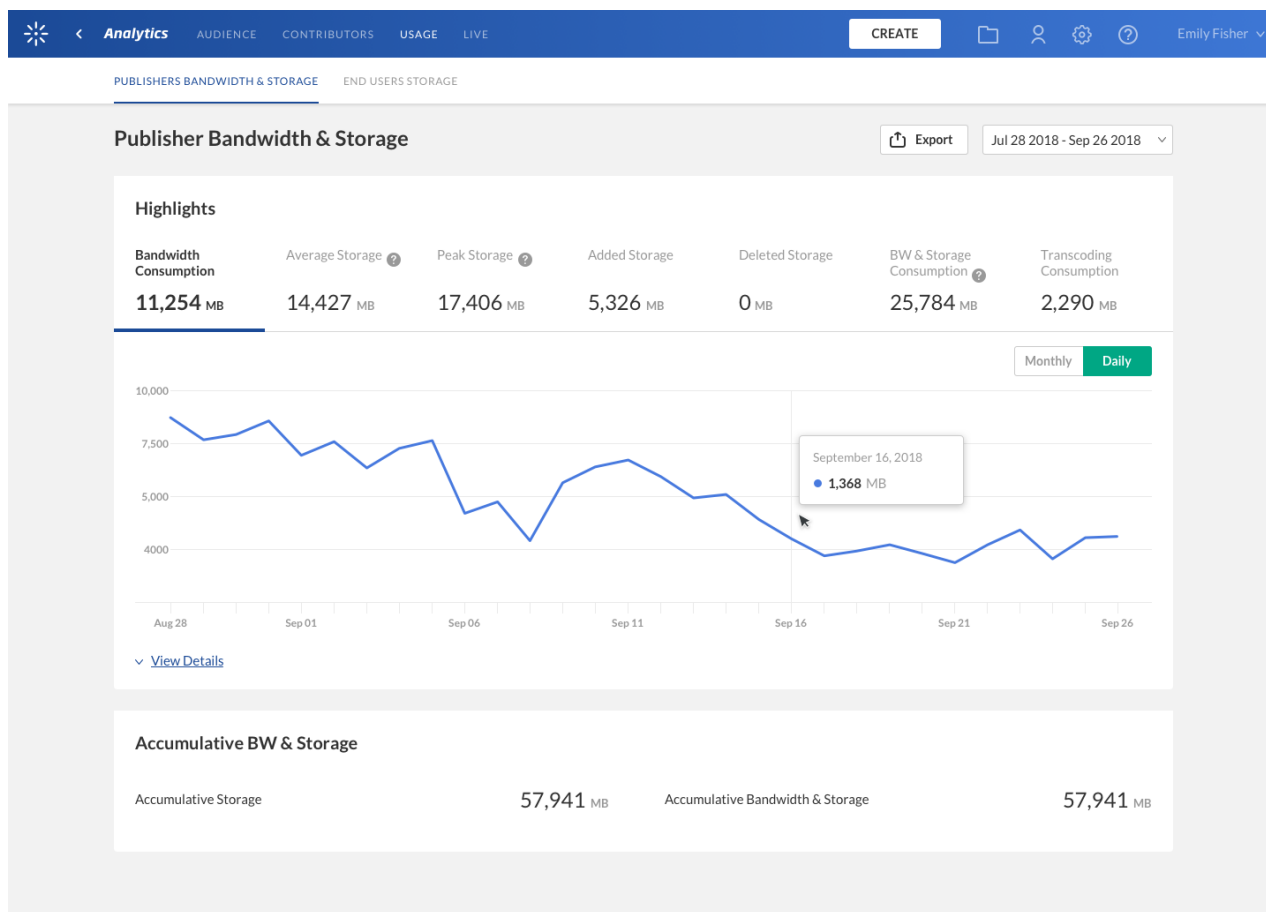 Analytics AUDIENCE CONTRIBUTORS USAGE LIVE CREATE Emily Fisher
PUBLISHERS BANDWIDTH & STORAGE END USERS STORAGE
Publisher Bandwidth & Storage Export Jul 28 2018 - Sep 26 2018
Highlights
Bandwidth Consumption Average Storage ? Peak Storage ? Added Storage Deleted Storage BW & Storage Consumption ? Transcoding Consumption
11,254 MB 14,427 MB 17,406 MB 5,326 MB 0 MB 25,784 MB 2,290 MB
Monthly Daily
10,000
7,500
September 16, 2018
1,368 MB
5,000
4000
Aug 28 Sep 01 Sep 06 Sep 11 Sep 16 Sep 21 Sep 26
View Details
Accumulative BW & Storage
Accumulative Storage 57,941 MB Accumulative Bandwidth & Storage 57,941 MB